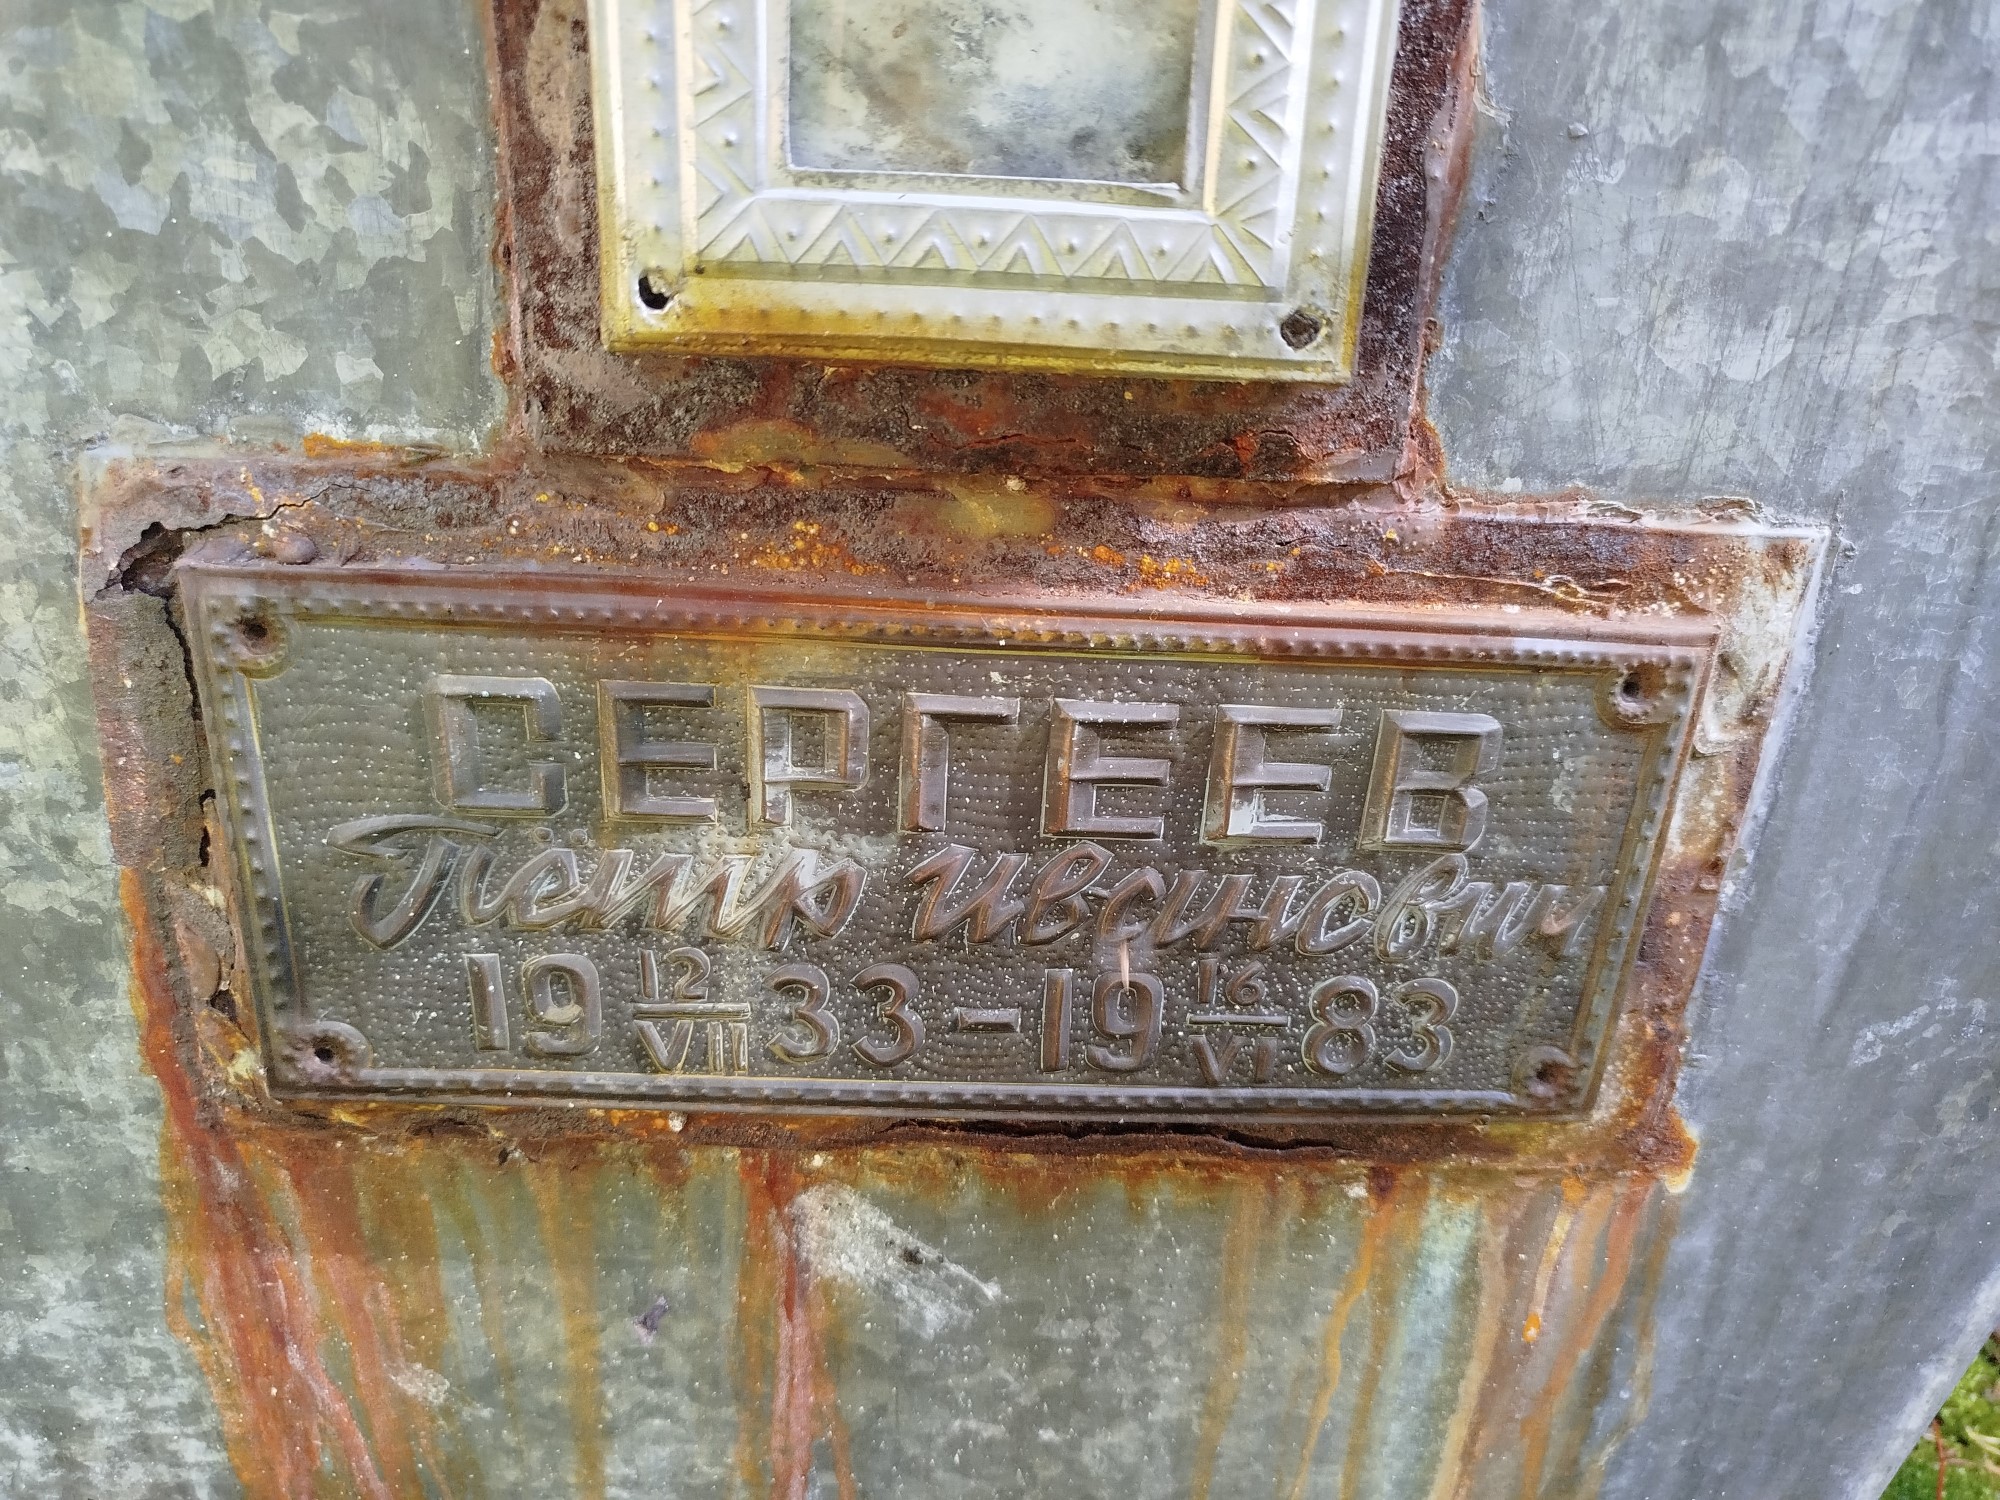 СЕРГЕЕВ
Пётр Иванович
19 12/VII 33 - 19 16/VI 83